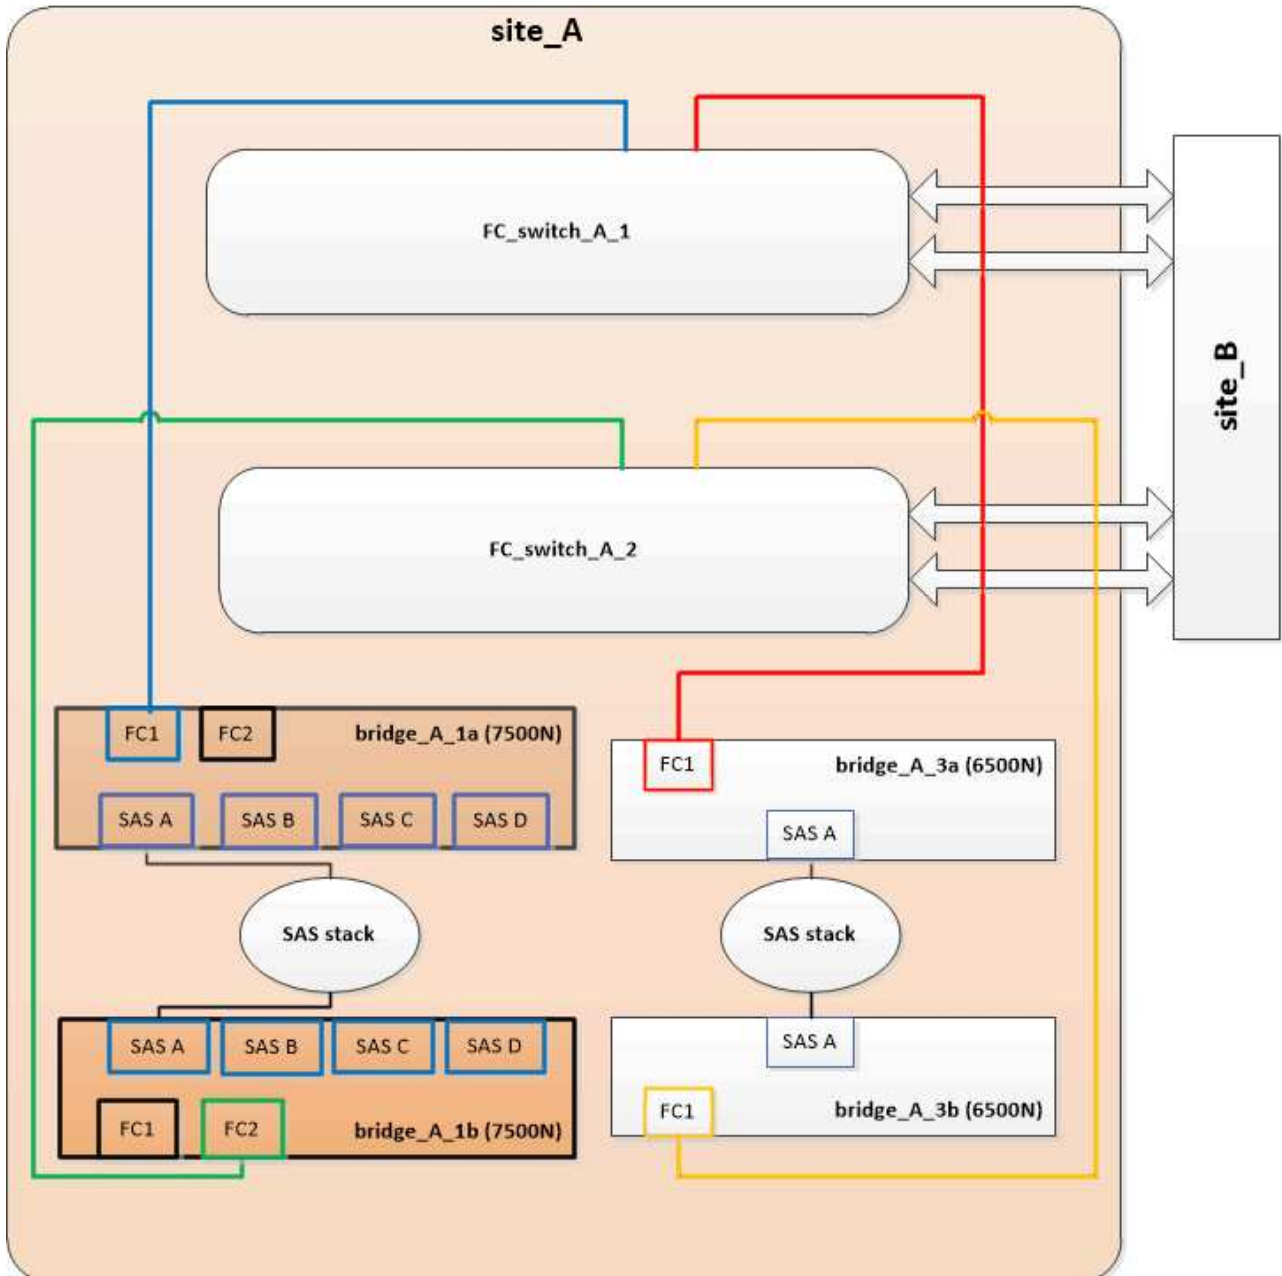 site_A
FC_switch_A_1
site_B
FC_switch_A_2
FC1
FC2
bridge_A_1a (7500N)
SAS A
SAS B
SAS C
SAS D
FC1
bridge_A_3a (6500N)
SAS A
SAS stack
SAS stack
SAS A
SAS B
SAS C
SAS D
FC1
FC2
bridge_A_1b (7500N)
SAS A
FC1
bridge_A_3b (6500N)